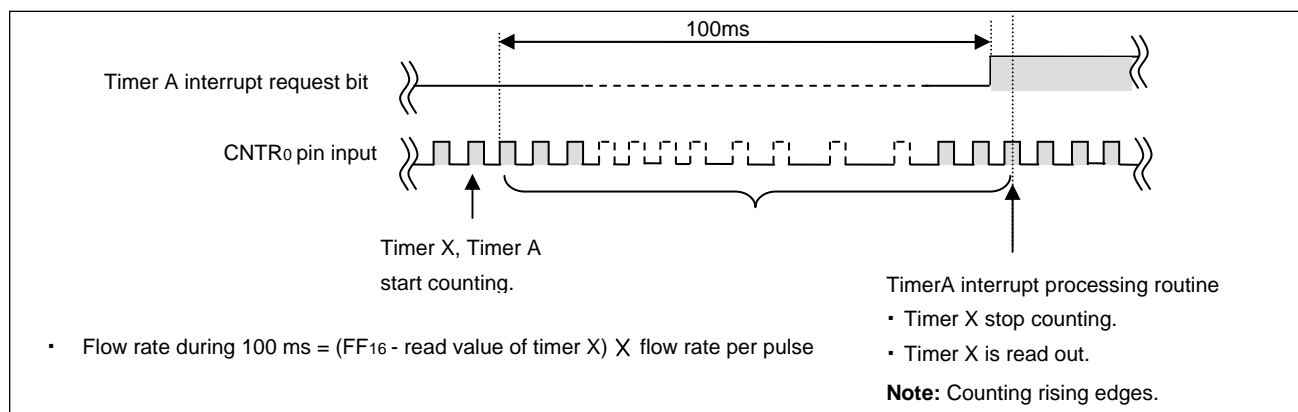 100ms
Timer A interrupt request bit
CNTR0 pin input
Timer X, Timer A
start counting.
TimerA interrupt processing routine
・ Timer X stop counting.
・ Timer X is read out.
Note: Counting rising edges.
・ Flow rate during 100 ms = (FF16 - read value of timer X) X flow rate per pulse